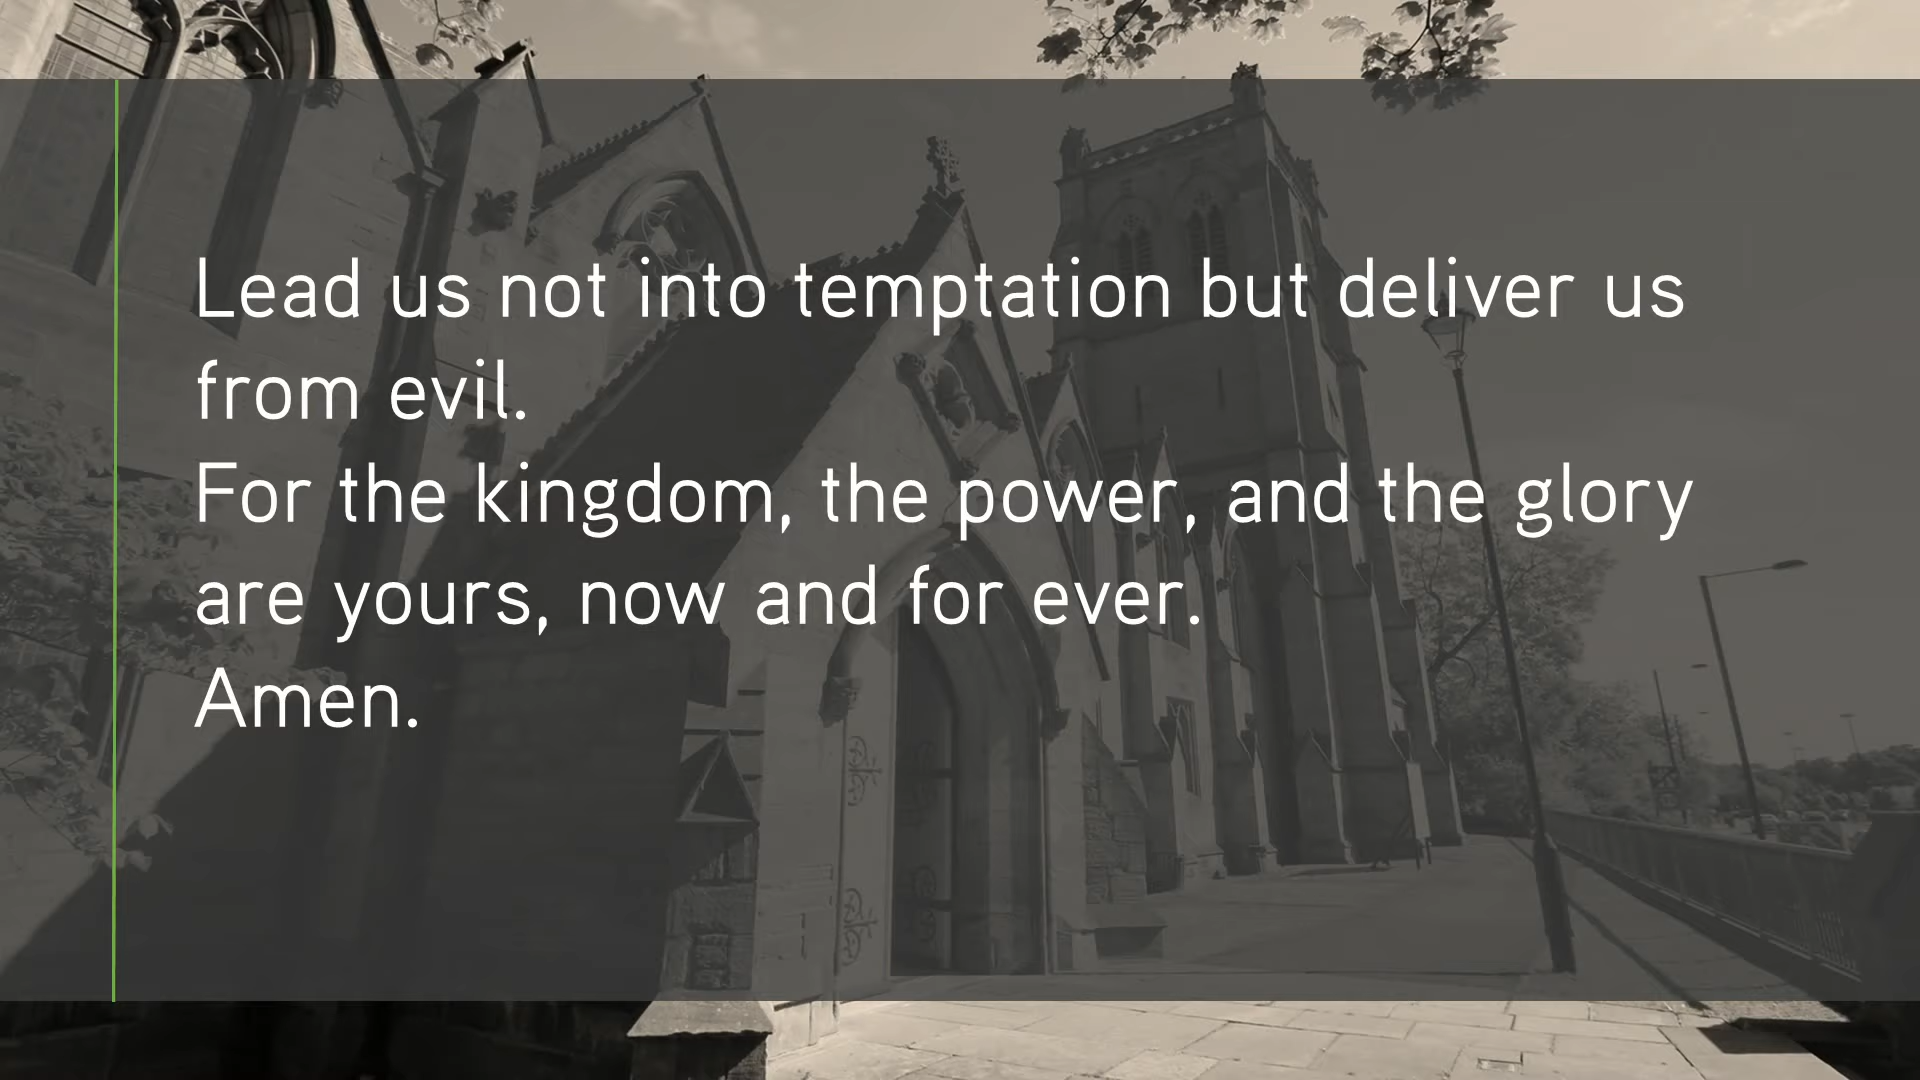 Lead us not into temptation but deliver us
from evil.
For the kingdom, the power, and the glory
are yours, now and for ever.
Amen.